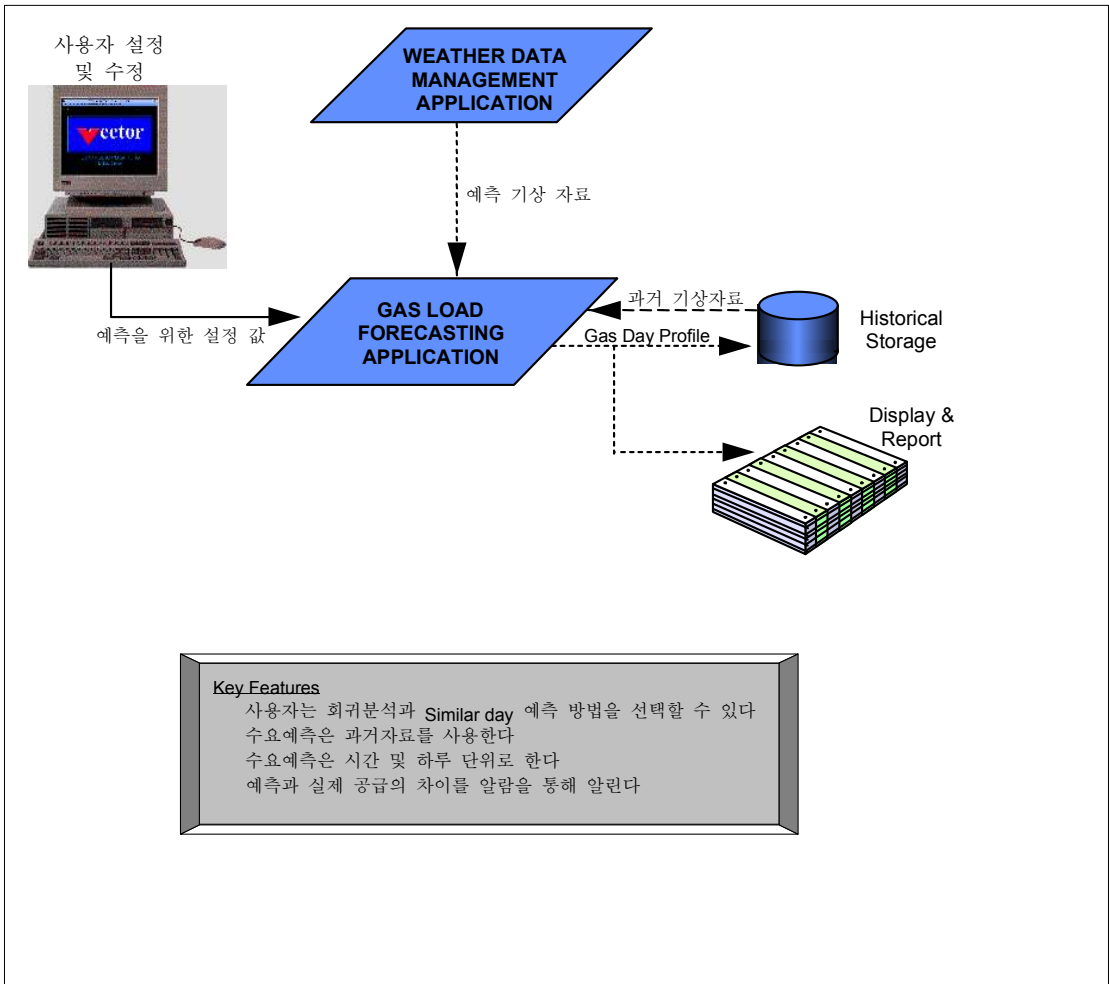 사용자 설정
및 수정
WEATHER DATA
MANAGEMENT
APPLICATION
예측 기상 자료
예측을 위한 설정 값
GAS LOAD
FORECASTING
APPLICATION
과거 기상자료
Gas Day Profile
Historical
Storage
Display &
Report
Key Features
사용자는 회귀분석과 Similar day 예측 방법을 선택할 수 있다
수요예측은 과거자료를 사용한다
수요예측은 시간 및 하루 단위로 한다
예측과 실제 공급의 차이를 알람을 통해 알린다